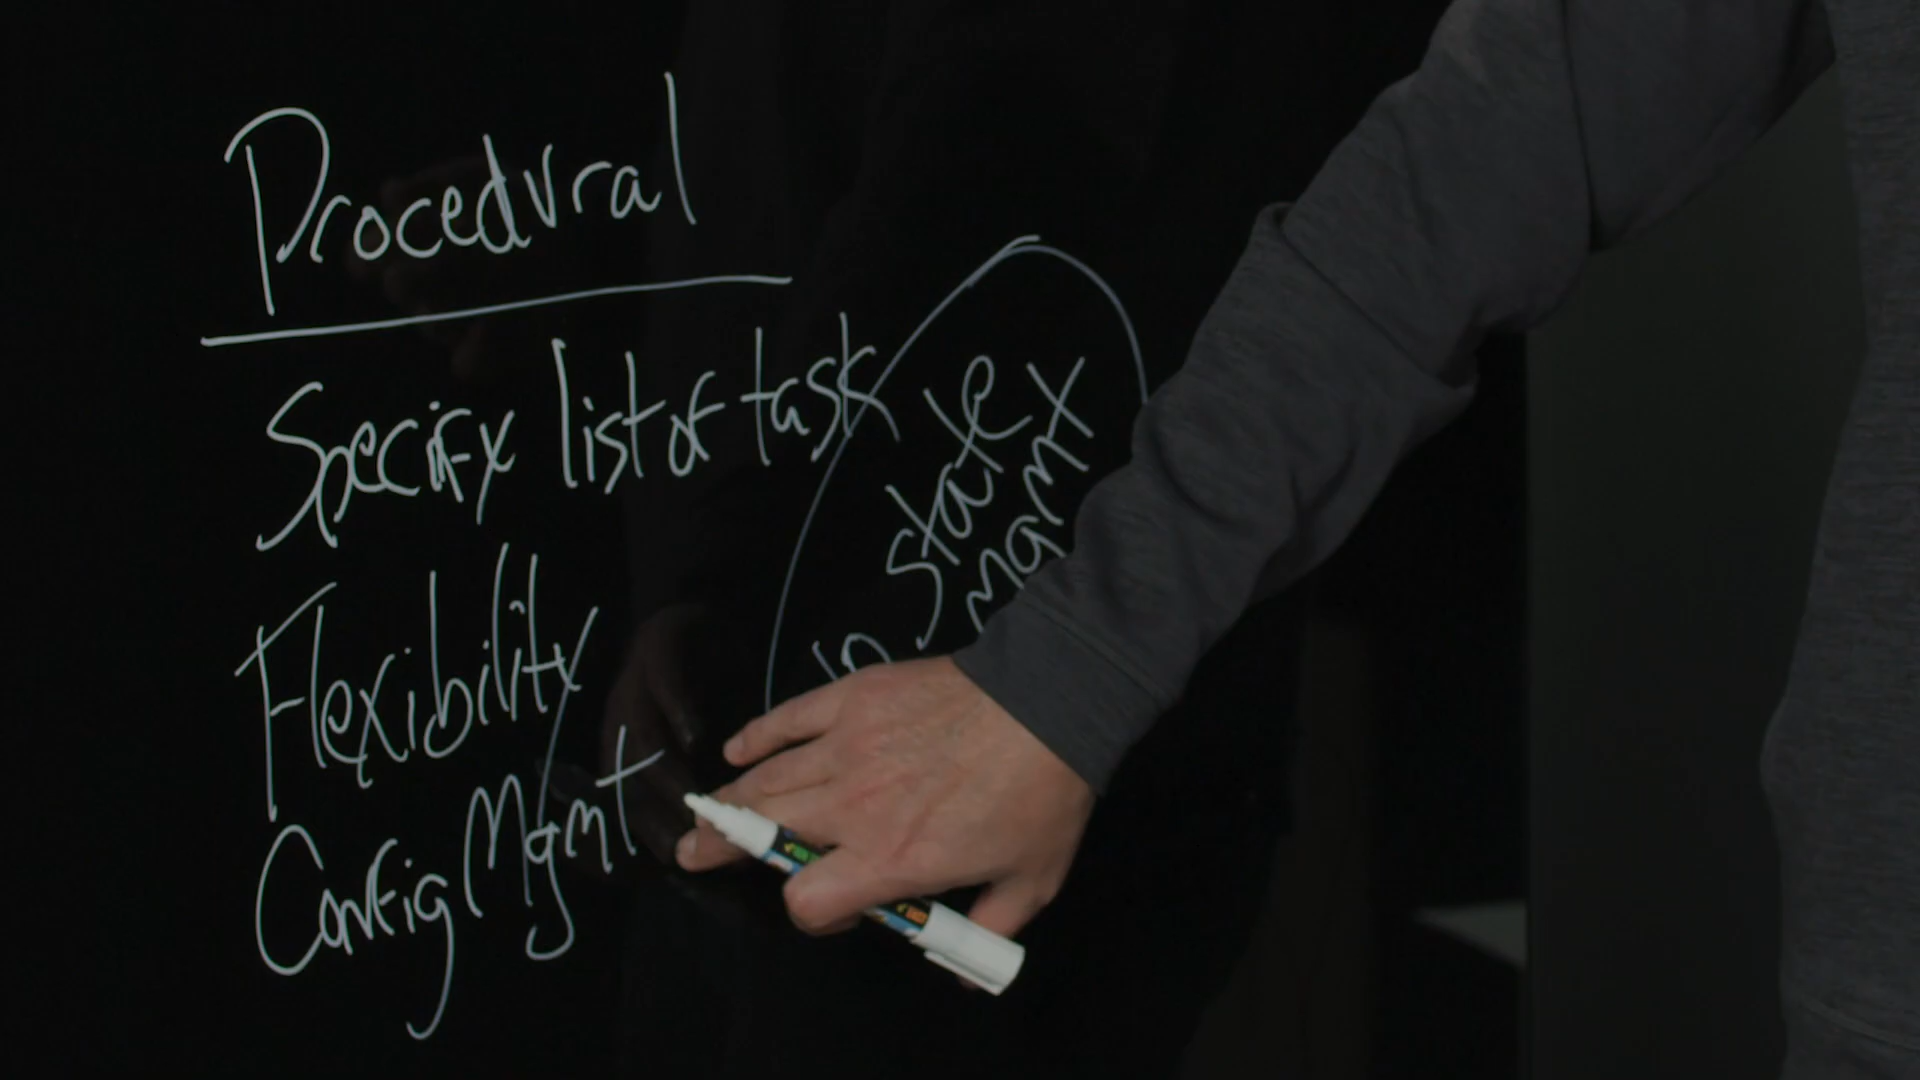 Procedural
Specify list of task
Flexibility
Config Mgmt
state
mgmt